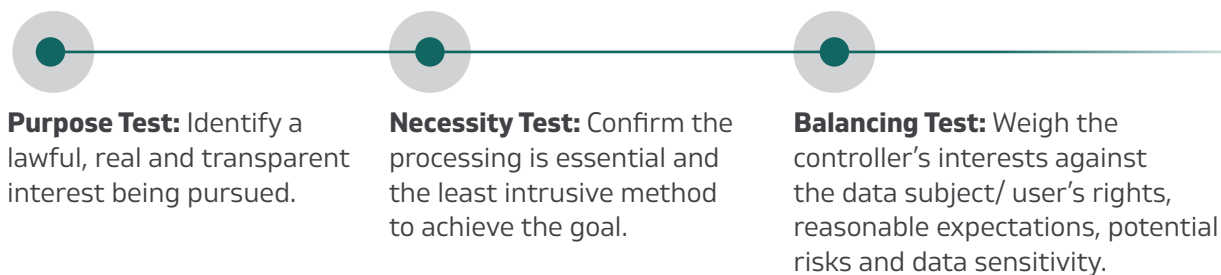 Purpose Test: Identify a
lawful, real and transparent
interest being pursued.
Necessity Test: Confirm the
processing is essential and
the least intrusive method
to achieve the goal.
Balancing Test: Weigh the
controller’s interests against
the data subject/ user’s rights,
reasonable expectations, potential
risks and data sensitivity.